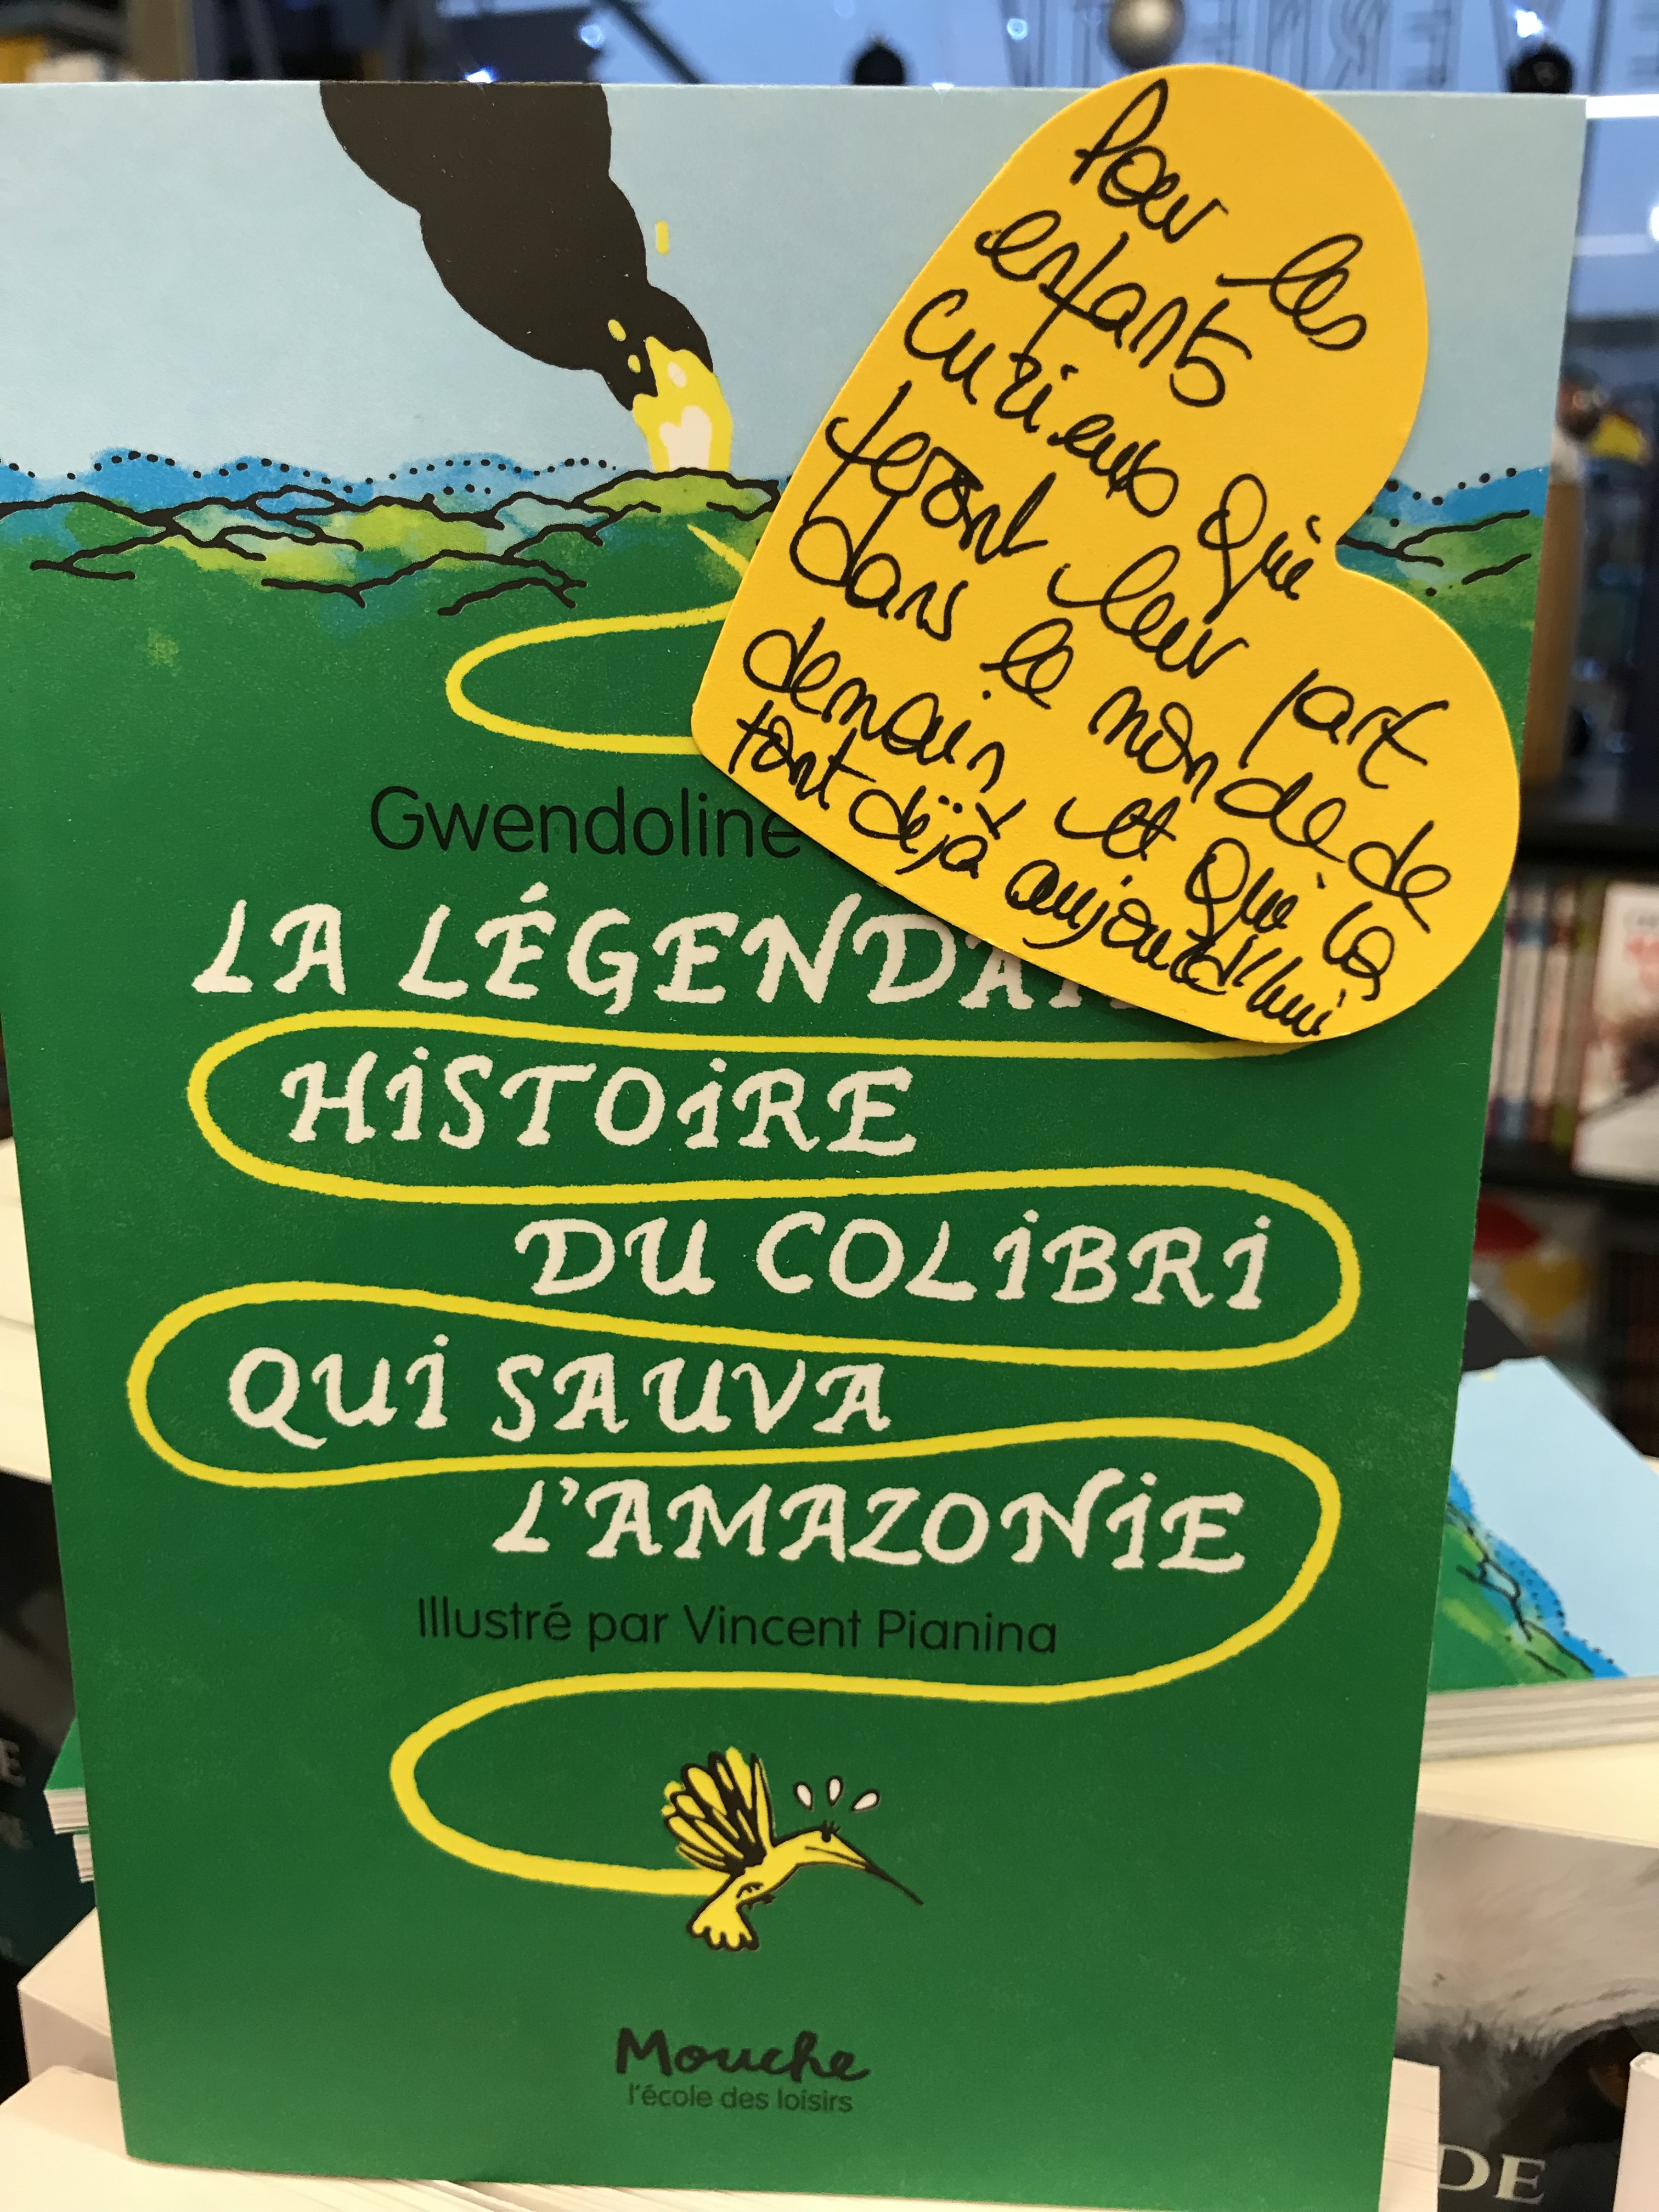 Pour les
enfants
curieux qui
feront leur part
dans le monde de
demain et qui la
font déjà aujourd'hui
Gwendoline
LA LÉGENDAI
HiSTOiRE
DU COLiBRi
QUi SAUVA
L'AMAZONiE
Illustré par Vincent Pianina
Mouche
l'école des loisirs
DE